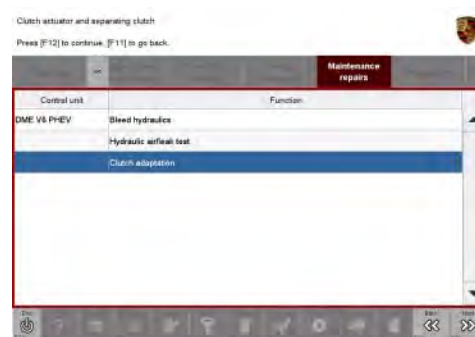 Clutch actuator and separating clutch
Press [F12] to continue, [F11] to go back.
Maintenance
repairs
Control unit Function
DME V6 PHEV Bleed hydraulics
Hydraulic airfleak test
Clutch adaptation